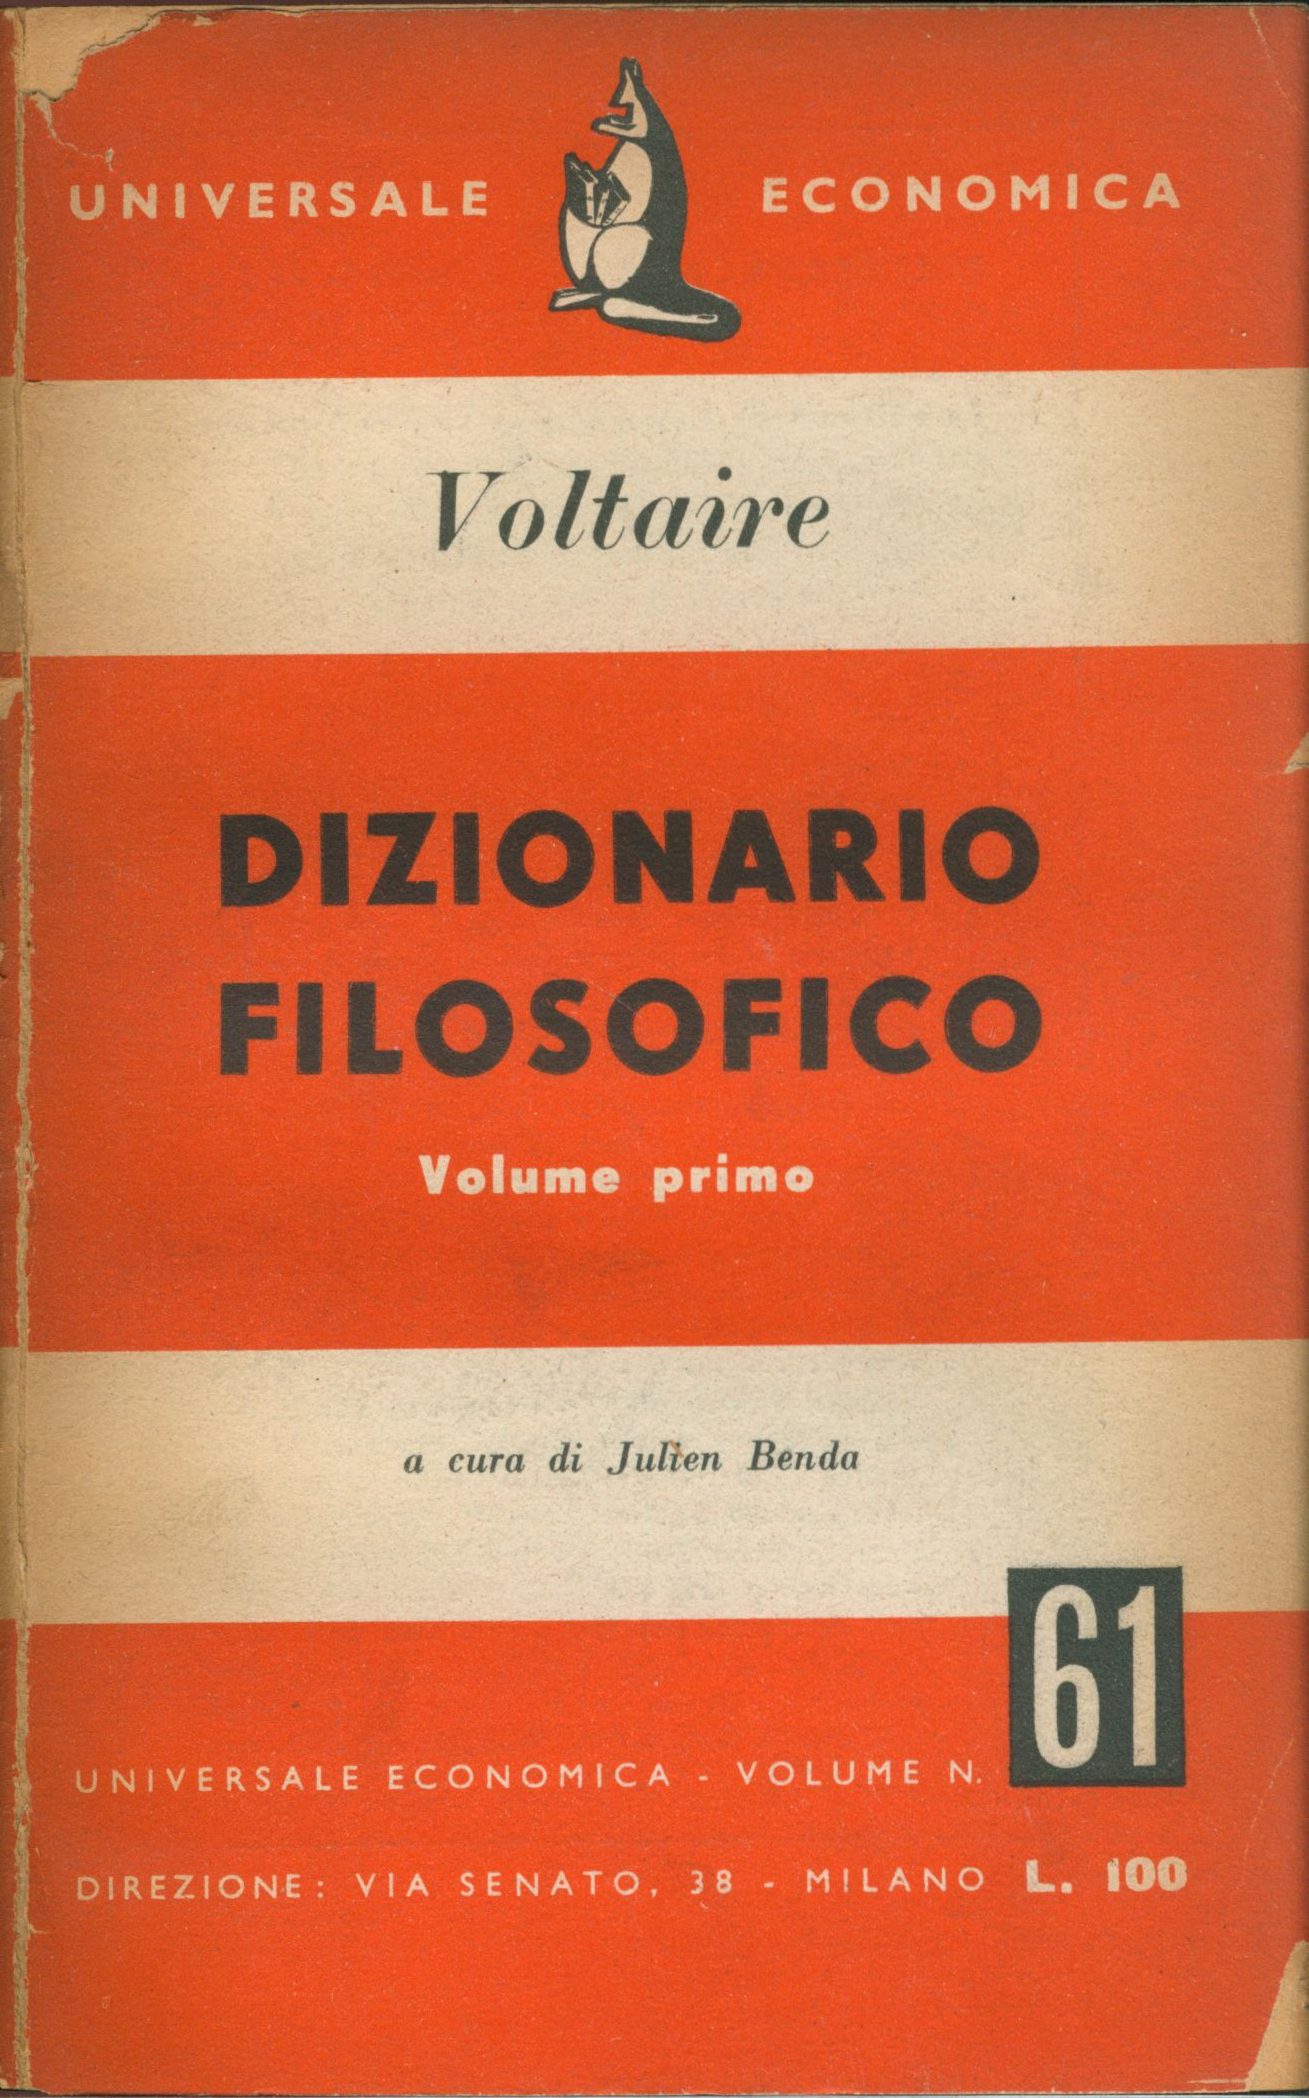 UNIVERSALE ECONOMICA
Voltaire
DIZIONARIO
FILOSOFICO
Volume primo
a cura di Julien Benda
61
UNIVERSALE ECONOMICA - VOLUME N.
DIREZIONE: VIA SENATO, 38 - MILANO L. 100